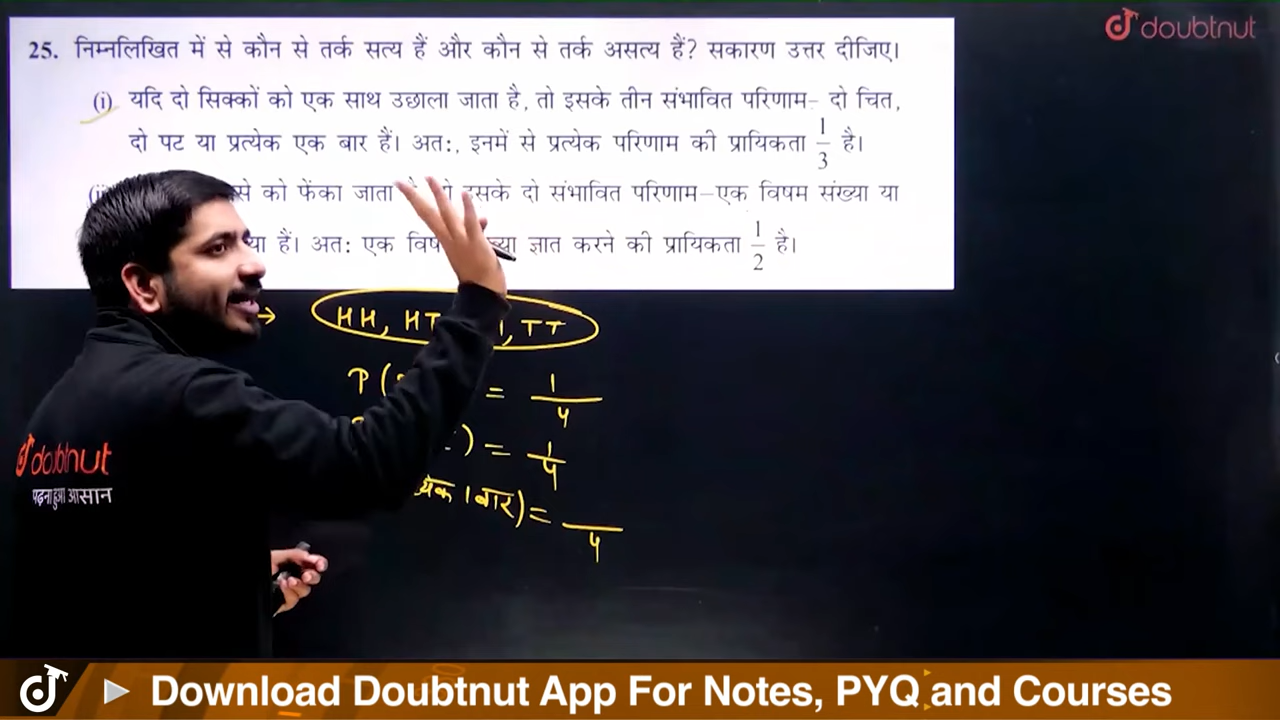 doubtnut
25. निम्नलिखित में से कौन से तर्क सत्य हैं और कौन से तर्क असत्य हैं? सकारण उत्तर दीजिए।
(i) यदि दो सिक्कों को एक साथ उछाला जाता है, तो इसके तीन संभावित परिणाम– दो चित,
दो पट या प्रत्येक एक बार हैं। अत:, इनमें से प्रत्येक परिणाम की प्रायिकता 1/3 है।
को फेंका जाता इसके दो संभावित परिणाम–एक विषम संख्या या
हैं। अत: एक ज्ञात करने की प्रायिकता 1/2 है।
→ HH, HT, TT
P( = 1/4
) = 1/4
बार) = /4
doubtnut
पढ़ना हुआ आसान
Download Doubtnut App For Notes, PYQ and Courses